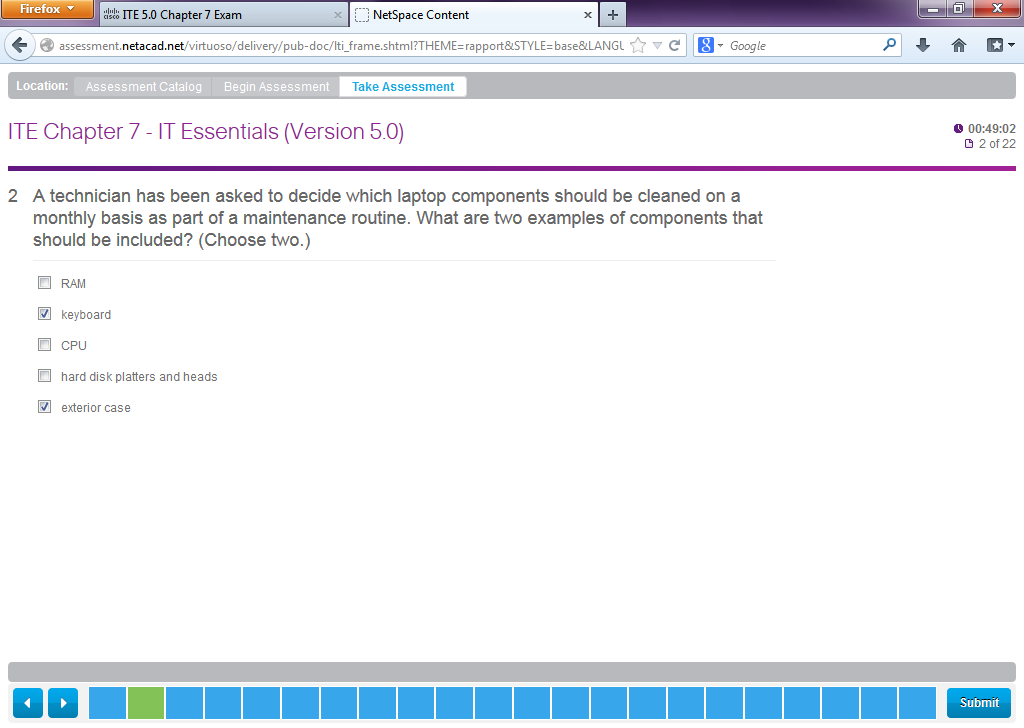 Firefox
cisco ITE 5.0 Chapter 7 Exam
NetSpace Content
assessment.netacad.net/virtuoso/delivery/pub-doc/lti_frame.shtml?THEME=rapport&STYLE=base&LANGU
8 Google
Location: Assessment Catalog Begin Assessment Take Assessment
ITE Chapter 7 - IT Essentials (Version 5.0)
00:49:02
2 of 22
2 A technician has been asked to decide which laptop components should be cleaned on a
monthly basis as part of a maintenance routine. What are two examples of components that
should be included? (Choose two.)
RAM
keyboard
CPU
hard disk platters and heads
exterior case
Submit